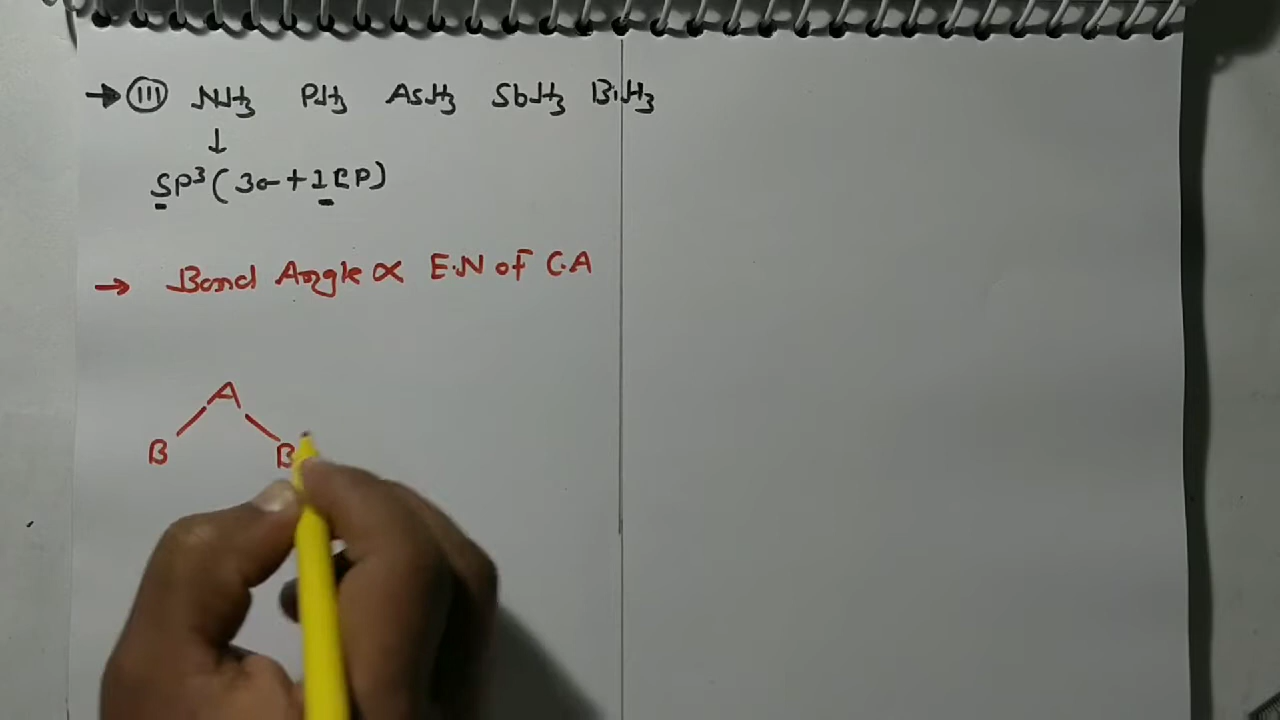 → III NH3 PH3 AsH3 SbH3 BiH3
↓
SP³ (3σ + 1LP)
→ Bond Angle ∝ E.N of C.A
A
B B